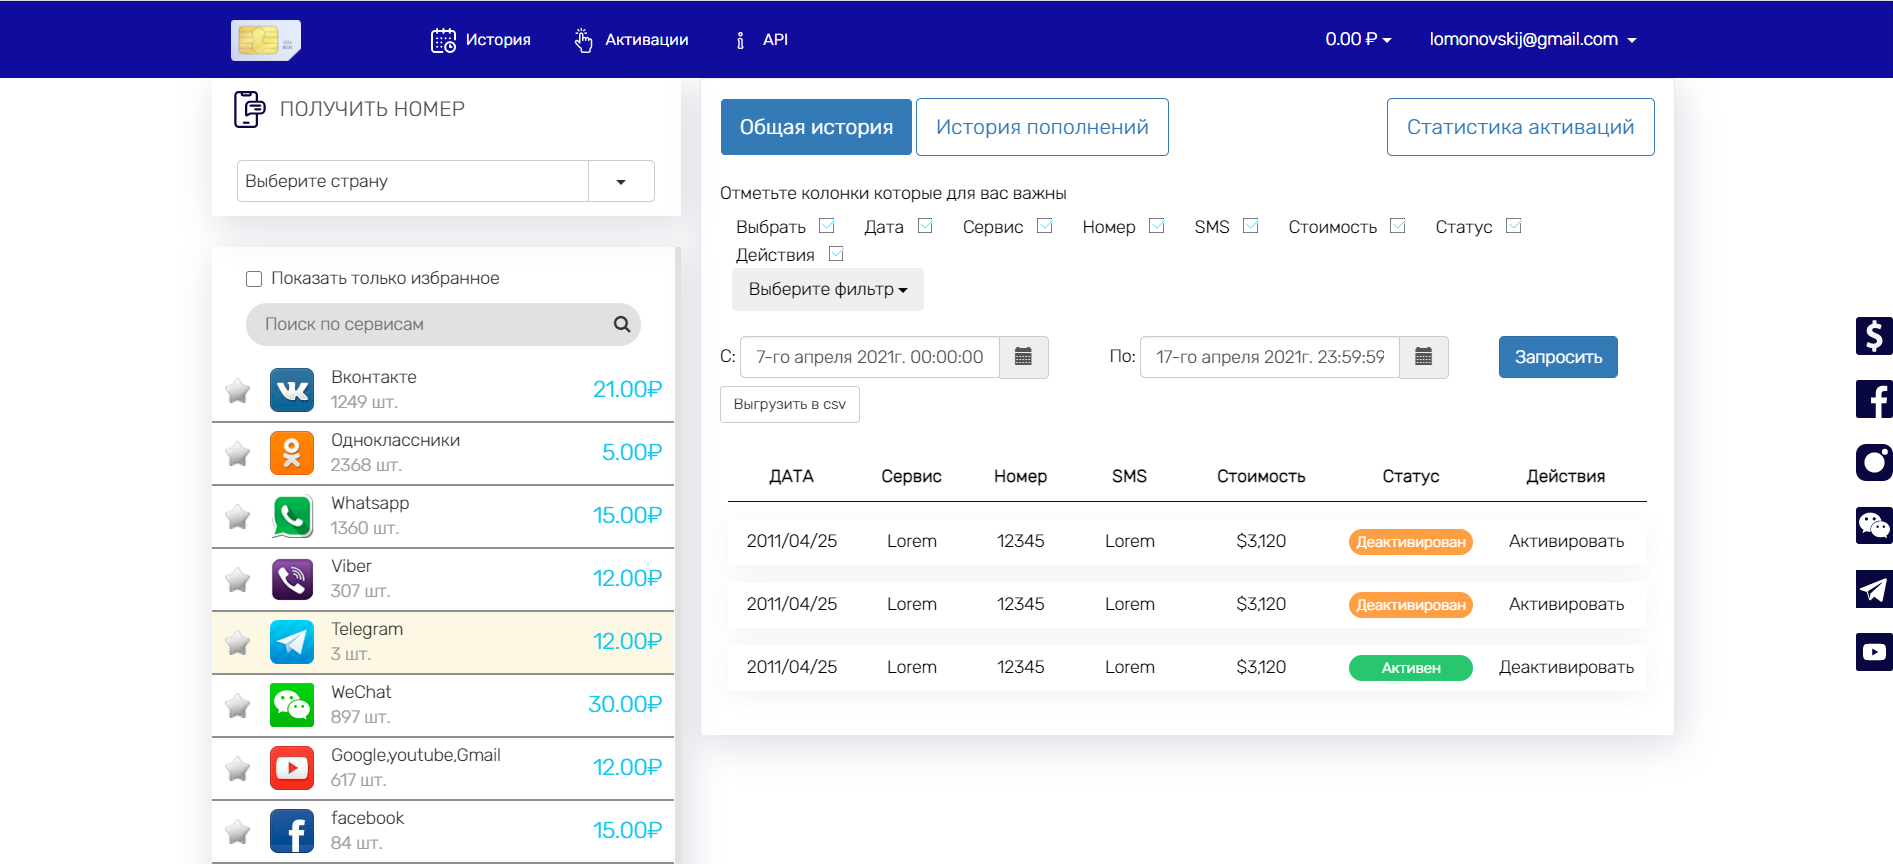 История
Активации
API
0.00 ₽
lomonovskij@gmail.com
ПОЛУЧИТЬ НОМЕР
Выберите страну
Показать только избранное
Поиск по сервисам
Вконтакте
1249 шт.
21.00₽
Одноклассники
2368 шт.
5.00₽
Whatsapp
1360 шт.
15.00₽
Viber
307 шт.
12.00₽
Telegram
3 шт.
12.00₽
WeChat
897 шт.
30.00₽
Google,youtube,Gmail
617 шт.
12.00₽
facebook
84 шт.
15.00₽
Общая история
История пополнений
Статистика активаций
Отметьте колонки которые для вас важны
Выбрать Дата Сервис Номер SMS Стоимость Статус
Действия
Выберите фильтр
С: 7-го апреля 2021г. 00:00:00 По: 17-го апреля 2021г. 23:59:59 Запросить
Выгрузить в csv
ДАТА Сервис Номер SMS Стоимость Статус Действия
2011/04/25 Lorem 12345 Lorem $3,120 Деактивирован Активировать
2011/04/25 Lorem 12345 Lorem $3,120 Деактивирован Активировать
2011/04/25 Lorem 12345 Lorem $3,120 Активен Деактивировать